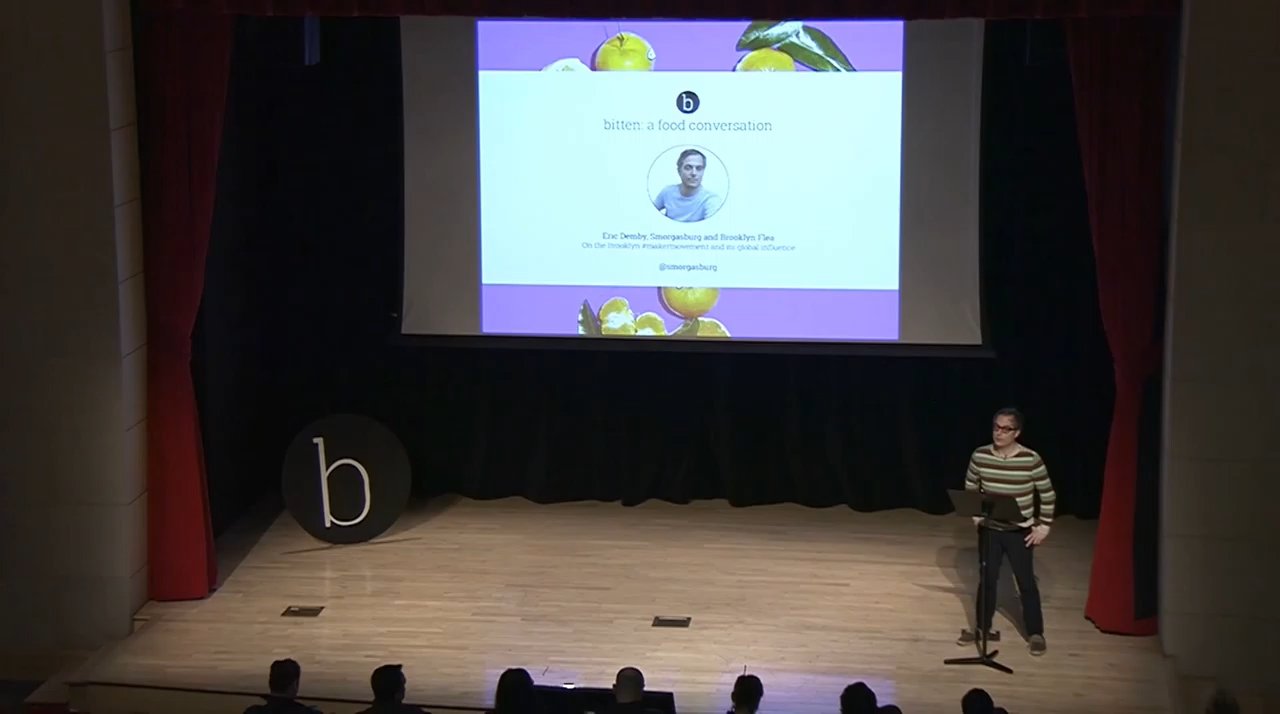 b
bitten: a food conversation
Eric Demby, Smorgasburg and Brooklyn Flea
On the Brooklyn #makermovement and its global influence
@smorgasburg
b